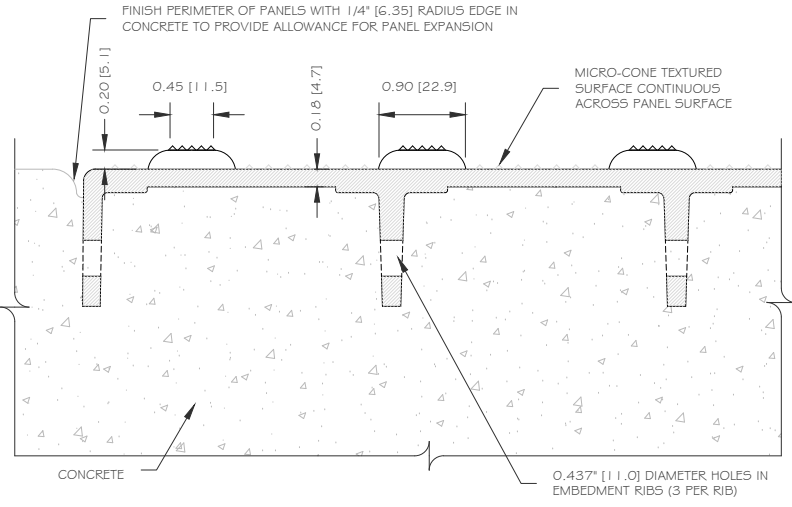 FINISH PERIMETER OF PANELS WITH 1/4" [6.35] RADIUS EDGE IN
CONCRETE TO PROVIDE ALLOWANCE FOR PANEL EXPANSION
0.20 [5.1]
0.45 [11.5]
0.18 [4.7]
0.90 [22.9]
MICRO-CONE TEXTURED
SURFACE CONTINUOUS
ACROSS PANEL SURFACE
CONCRETE
0.437" [11.0] DIAMETER HOLES IN
EMBEDMENT RIBS (3 PER RIB)